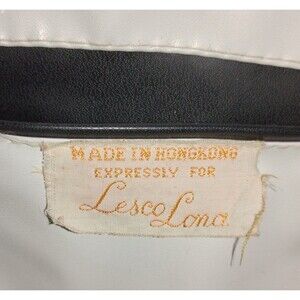 MADE IN HONGKONG
EXPRESSLY FOR
Lesco Lona